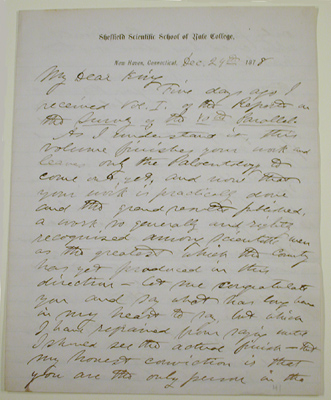 Sheffield Scientific School of Yale College.
New Haven, Connecticut, Dec. 29th 1878
My Dear King
Five days ago I
received Vol. I. of the Report on
the Survey of the 40th Parallel.
As I understand it, this
volume finishes your work and
leaves only the Paleontology to
come out yet, and now that
your work is practically done
and the grand results published,
a work so generally and rightly
recognized among scientific men
as the greatest which the country
has yet produced in this
direction – let me congratulate
you and say what has long been
in my heart to say but which
I have refrained from saying until
I should see the actual finish – that
my honest conviction is that
you are the only person in the